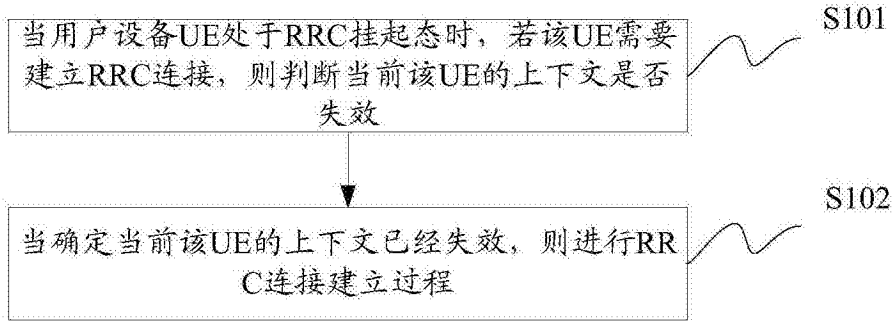 当用户设备UE处于RRC挂起态时，若该UE需要
建立RRC连接，则判断当前该UE的上下文是否
失效
S101
当确定当前该UE的上下文已经失效，则进行RR
C连接建立过程
S102